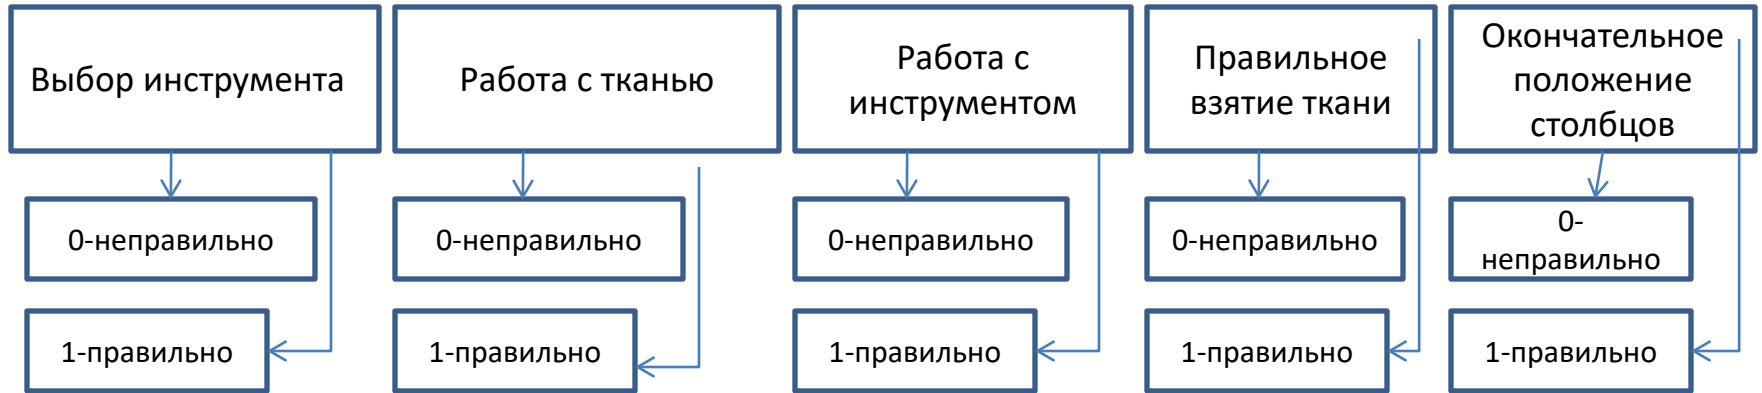 Выбор инструмента
Работа с тканью
Работа с
инструментом
Правильное
взятие ткани
Окончательное
положение
столбцов
0-неправильно
0-неправильно
0-неправильно
0-неправильно
0-
неправильно
1-правильно
1-правильно
1-правильно
1-правильно
1-правильно